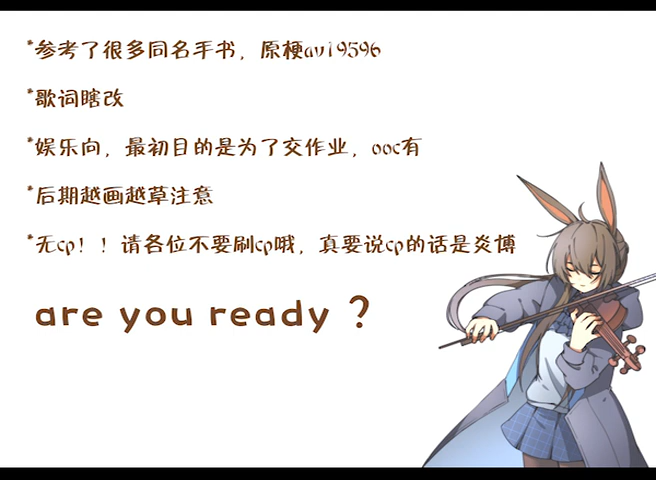 *参考了很多同名手书，原梗av19596
*歌词瞎改
*娱乐向，最初目的是为了交作业，ooc有
*后期越画越草注意
*无cp！！请各位不要刷cp哦，真要说cp的话是炎博
are you ready ?